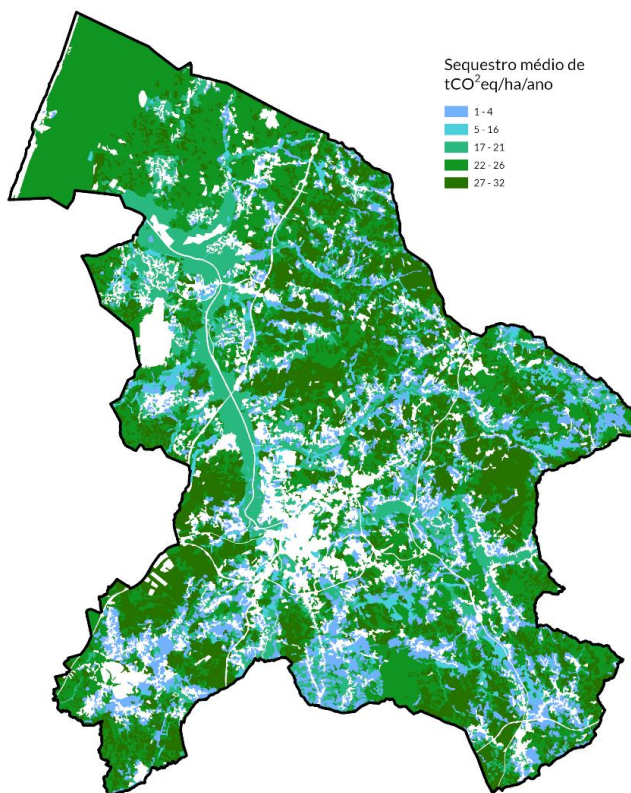 Sequestro médio de
tCO²eq/ha/ano
1 - 4
5 - 16
17 - 21
22 - 26
27 - 32